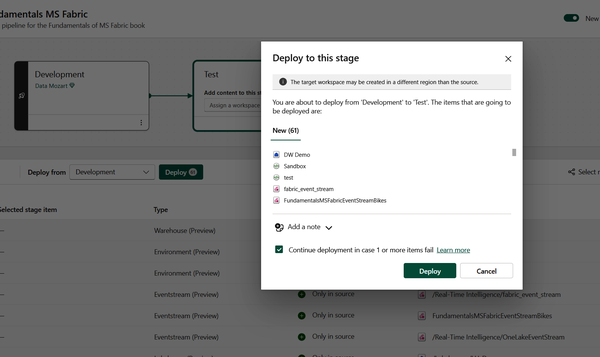 damentals MS Fabric
pipeline for the Fundamentals of MS Fabric book
New
Development
Data Mozart
Test
Add content to this st
Assign a workspace
Deploy from
Development
Deploy
Select r
Selected stage item
Type
--
Warehouse (Preview)
--
Environment (Preview)
--
Environment (Preview)
--
Eventstream (Preview)
Only in source
/Real-Time Intelligence/fabric_event_stream
--
Eventstream (Preview)
Only in source
FundamentalsMSFabricEventStreamBikes
--
Eventstream (Preview)
Only in source
/Real-Time Intelligence/OneLakeEventStream
Deploy to this stage
The target workspace may be created in a different region than the source.
You are about to deploy from 'Development' to 'Test'. The items that are going to
be deployed are:
New (61)
DW Demo
Sandbox
test
fabric_event_stream
FundamentalsMSFabricEventStreamBikes
Add a note
Continue deployment in case 1 or more items fail Learn more
Deploy
Cancel